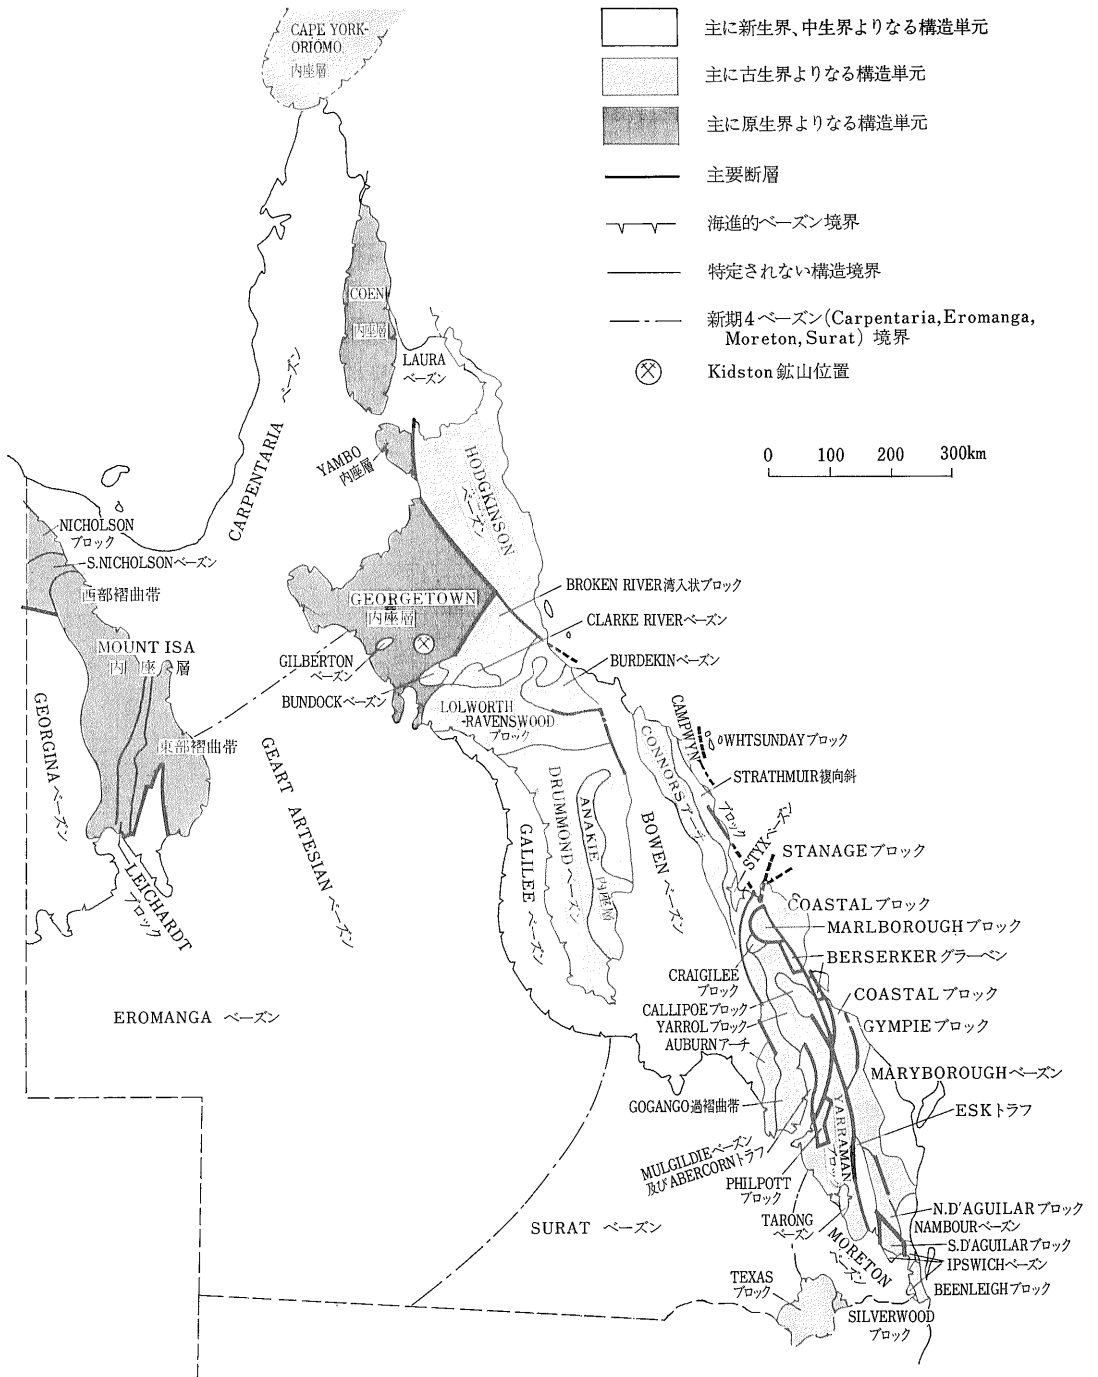 CAPE YORK-
ORIOMO
内座層
主に新生界、中生界よりなる構造単元
主に古生界よりなる構造単元
主に原生界よりなる構造単元
主要断層
海進的ベーズン境界
特定されない構造境界
新期4ベーズン(Carpentaria,Eromanga,
Moreton,Surat) 境界
Kidston鉱山位置
0 100 200 300km
COEN
内座層
LAURA
ベーズン
CARPENTARIA ベーズン
YAMBO
内座層
HODGKINSON
ベーズン
NICHOLSON
ブロック
S.NICHOLSONベーズン
西部褶曲帯
MOUNT ISA
内座層
東部褶曲帯
GEORGINA ベーズン
LEICHARDT
ブロック
GEORGETOWN
内座層
GILBERTON
ベーズン
BUNDOCKベーズン
BROKEN RIVER湾入状ブロック
CLARKE RIVERベーズン
BURDEKINベーズン
LOLWORTH
-RAVENSWOOD
ブロック
GEART ARTESIAN ベーズン
GALILEE ベーズン
DRUMMOND ベーズン
ANAKIE 内座層
BOWEN ベーズン
CONNORS アーチ
CAMPWYN
ブロック
WHTSUNDAYブロック
STRATHMUIR複向斜
STYXベーズン
STANAGEブロック
COASTALブロック
MARLBOROUGHブロック
BERSERKERグラーベン
CRAIGILEE
ブロック
CALLIPOEブロック
YARROLブロック
AUBURNアーチ
COASTALブロック
GYMPIEブロック
MARYBOROUGHベーズン
GOGANGO過褶曲帯
ESKトラフ
YARRAMAN
ブロック
MULGILDIEベーズン
及びABERCORNトラフ
PHILPOTT
ブロック
TARONG
ベーズン
MORETON
ベーズン
N.D'AGUILARブロック
NAMBOURベーズン
S.D'AGUILARブロック
IPSWICHベーズン
BEENLEIGHブロック
EROMANGA ベーズン
SURAT ベーズン
TEXAS
ブロック
SILVERWOOD
ブロック